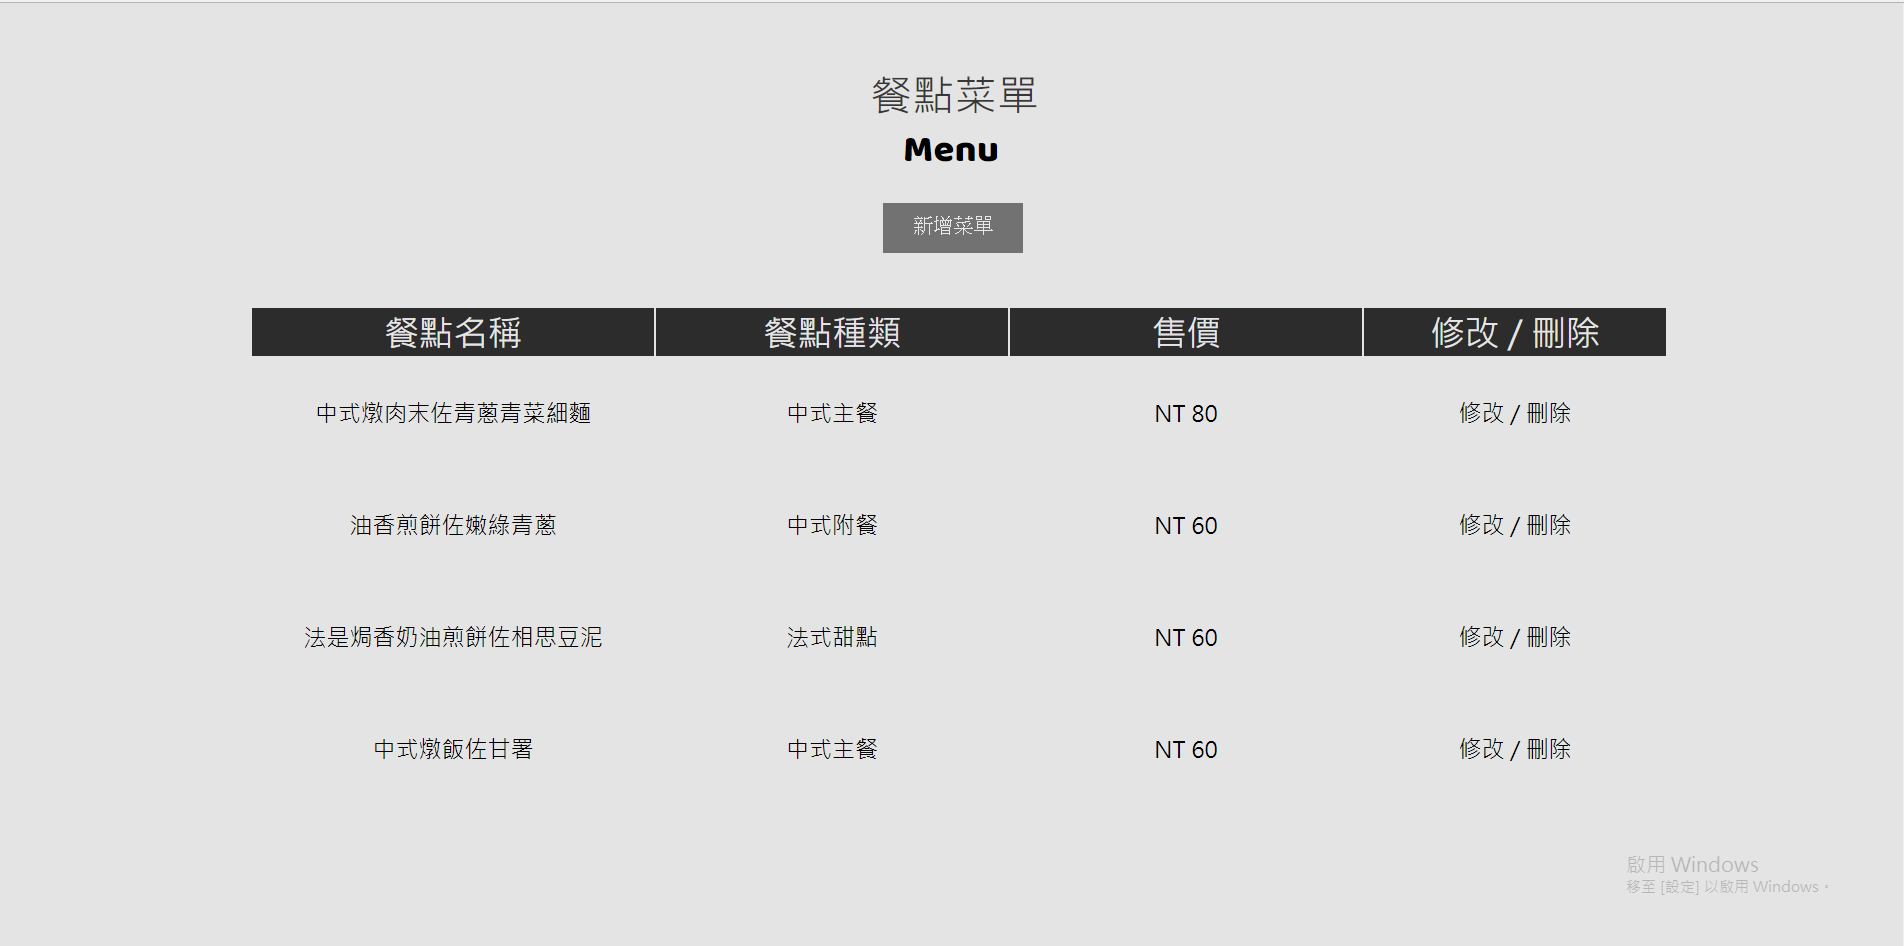 餐點菜單
Menu
新增菜單
餐點名稱 餐點種類 售價 修改 / 刪除
中式燉肉末佐青蔥青菜細麵 中式主餐 NT 80 修改 / 刪除
油香煎餅佐嫩綠青蔥 中式附餐 NT 60 修改 / 刪除
法是焗香奶油煎餅佐相思豆泥 法式甜點 NT 60 修改 / 刪除
中式燉飯佐甘署 中式主餐 NT 60 修改 / 刪除
啟用 Windows
移至 [設定] 以啟用 Windows。